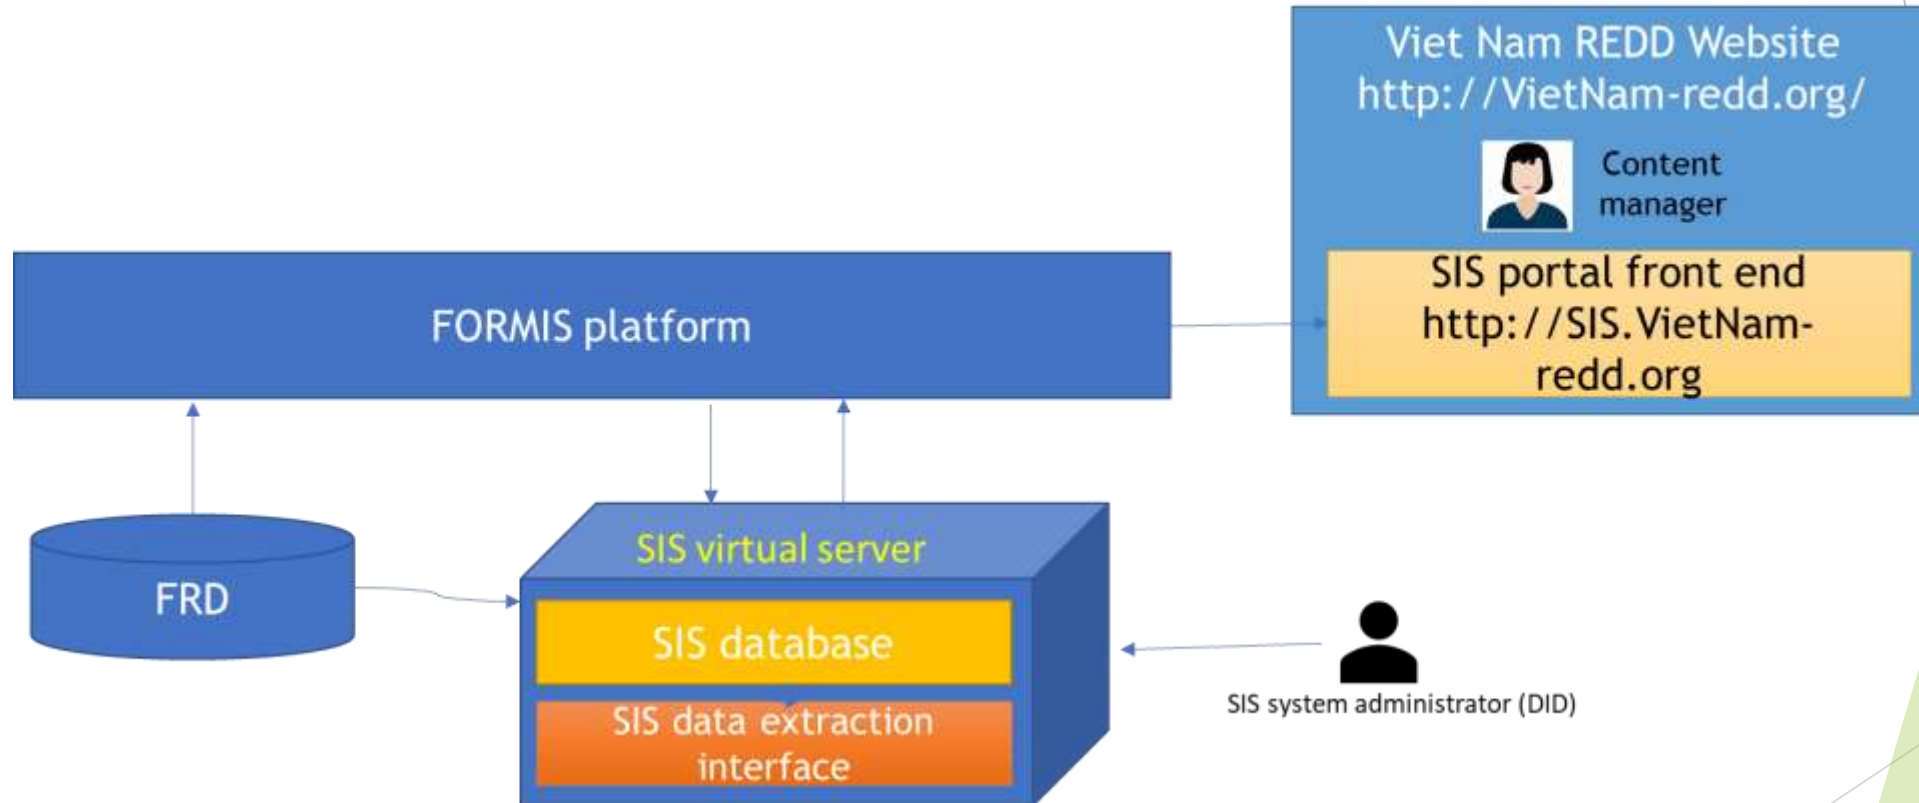 Viet Nam REDD Website
http://VietNam-redd.org/
Content
manager
SIS portal front end
http://SIS.VietNam-
redd.org
FORMIS platform
FRD
SIS virtual server
SIS database
SIS data extraction
interface
SIS system administrator (DID)